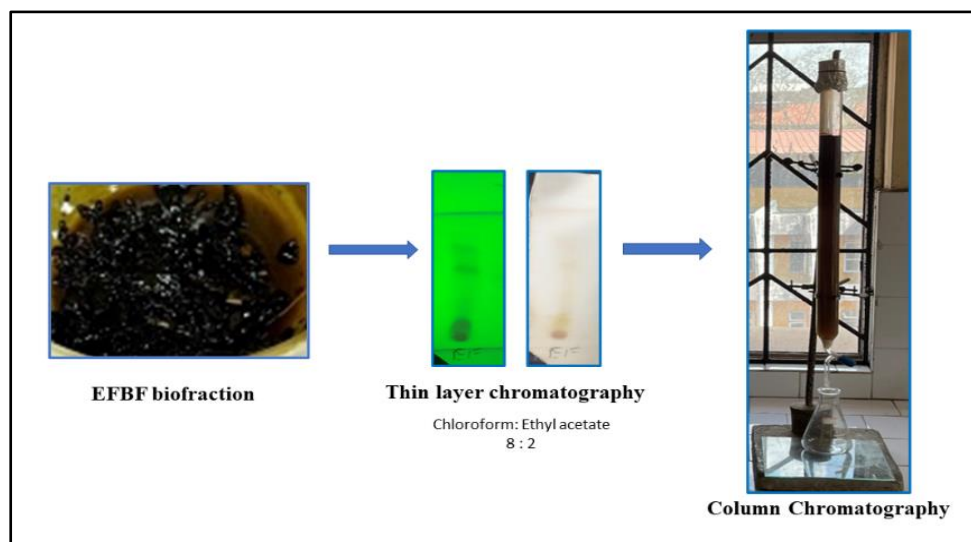 EFBF biofraction
Thin layer chromatography
Chloroform: Ethyl acetate
8 : 2
Column Chromatography